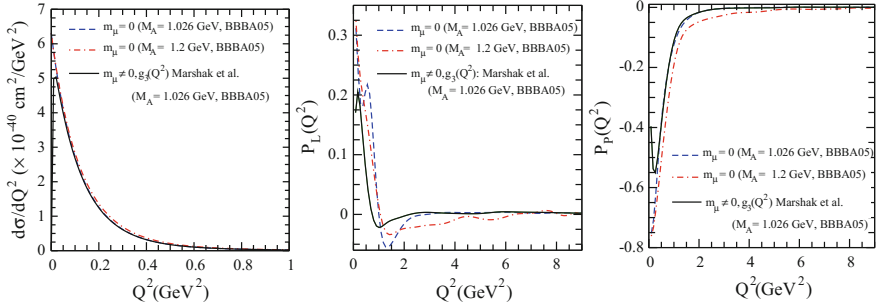 7
6
5
4
3
2
1
0
dσ/dQ² (× 10⁻⁴⁰ cm²/GeV²)
m_μ = 0 (M_A = 1.026 GeV, BBBA05)
m_μ = 0 (M_A = 1.2 GeV, BBBA05)
m_μ ≠ 0, g₃(Q²) Marshak et al.
(M_A = 1.026 GeV, BBBA05)
0 0.2 0.4 0.6 0.8 1
Q²(GeV²)
0.3
0.2
0.1
0
P_L(Q²)
m_μ = 0 (M_A = 1.026 GeV, BBBA05)
m_μ = 0 (M_A = 1.2 GeV, BBBA05)
m_μ ≠ 0, g₃(Q²): Marshak et al.
(M_A = 1.026 GeV, BBBA05)
0 2 4 6 8
Q²(GeV²)
0
-0.2
-0.4
-0.6
-0.8
P_P(Q²)
m_μ = 0 (M_A = 1.026 GeV, BBBA05)
m_μ = 0 (M_A = 1.2 GeV, BBBA05)
m_μ ≠ 0, g₃(Q²) Marshak et al.
(M_A = 1.026 GeV, BBBA05)
0 2 4 6 8
Q²(GeV²)